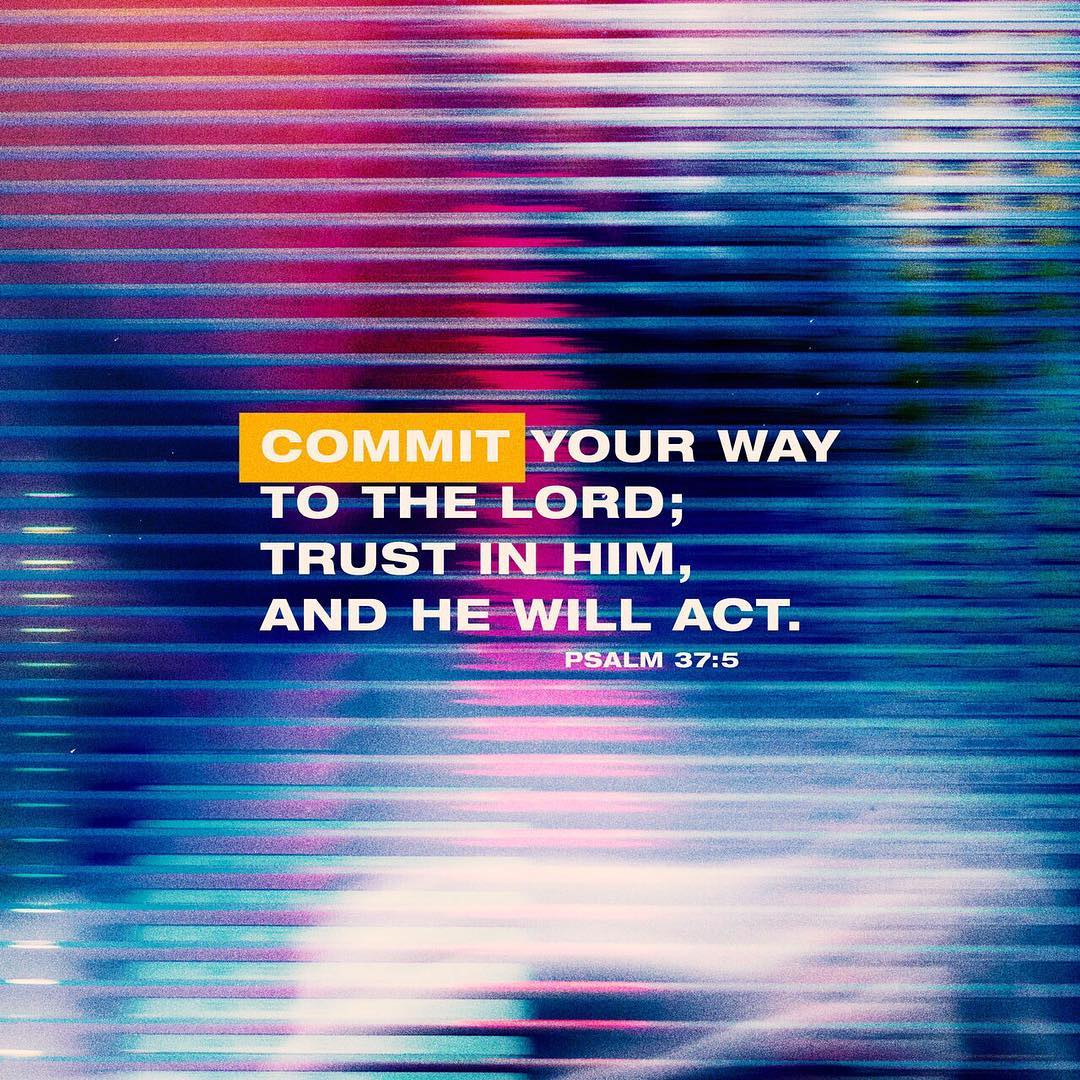 COMMIT YOUR WAY
TO THE LORD;
TRUST IN HIM,
AND HE WILL ACT.
PSALM 37:5